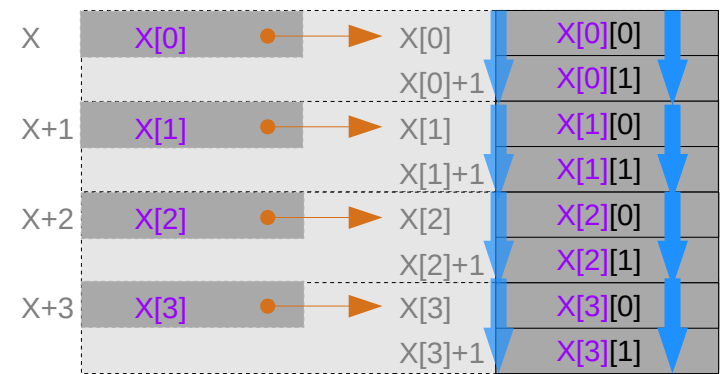 X X[0] X[0] X[0][0]
X[0]+1 X[0][1]
X+1 X[1] X[1] X[1][0]
X[1]+1 X[1][1]
X+2 X[2] X[2] X[2][0]
X[2]+1 X[2][1]
X+3 X[3] X[3] X[3][0]
X[3]+1 X[3][1]